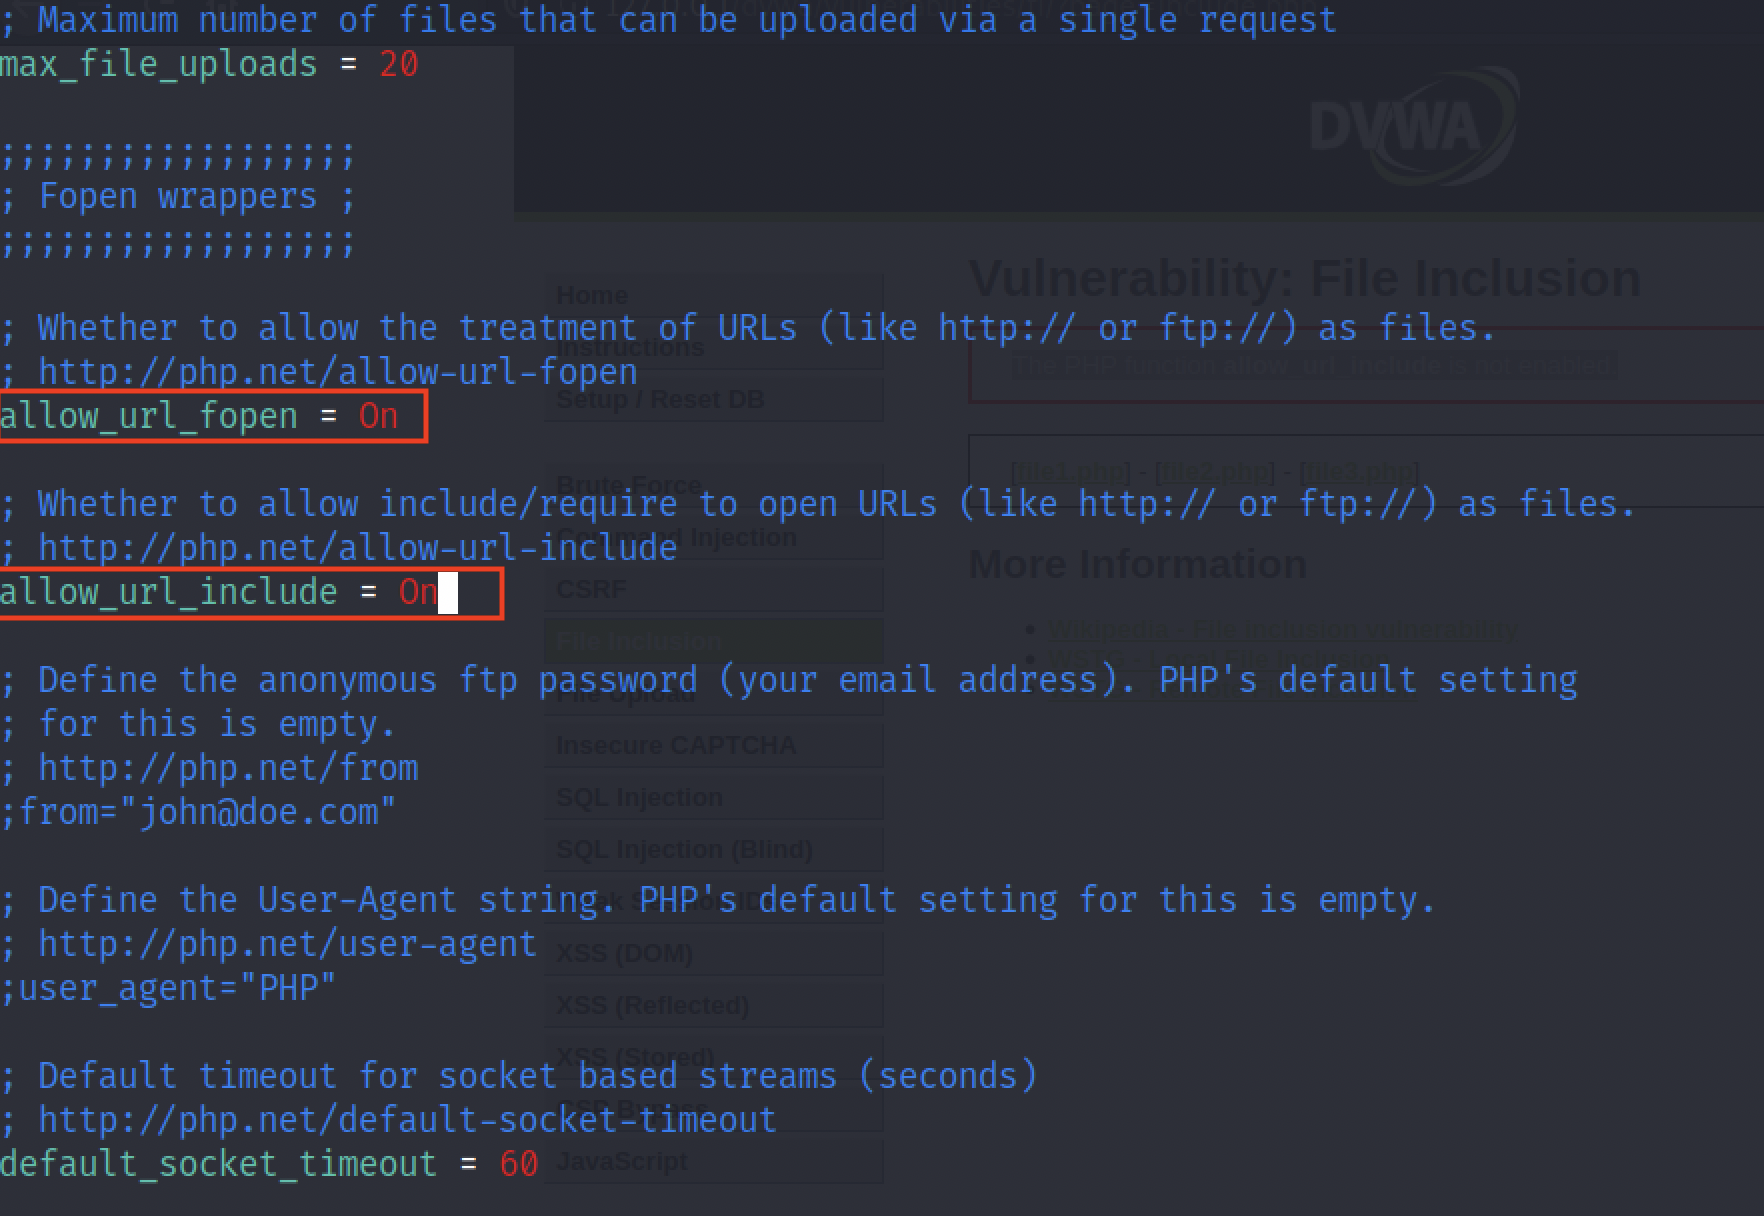 ; Maximum number of files that can be uploaded via a single request
max_file_uploads = 20
;;;;;;;;;;;;;;;;;;
; Fopen wrappers ;
;;;;;;;;;;;;;;;;;;
; Whether to allow the treatment of URLs (like http:// or ftp://) as files.
; http://php.net/allow-url-fopen
allow_url_fopen = On
; Whether to allow include/require to open URLs (like http:// or ftp://) as files.
; http://php.net/allow-url-include
allow_url_include = On
; Define the anonymous ftp password (your email address). PHP's default setting
; for this is empty.
; http://php.net/from
;from="john@doe.com"
; Define the User-Agent string. PHP's default setting for this is empty.
; http://php.net/user-agent
;user_agent="PHP"
; Default timeout for socket based streams (seconds)
; http://php.net/default-socket-timeout
default_socket_timeout = 60
DVWA
Home
Instructions
Setup / Reset DB
Brute Force
Command Injection
CSRF
File Inclusion
File Upload
Insecure CAPTCHA
SQL Injection
SQL Injection (Blind)
XSS (DOM)
XSS (Reflected)
XSS (Stored)
CSP Bypass
JavaScript
Vulnerability: File Inclusion
The PHP function allow_url_include is not enabled.
[file1.php] - [file2.php] - [file3.php]
More Information
Wikipedia - File inclusion vulnerability
WSTG - Local File Inclusion